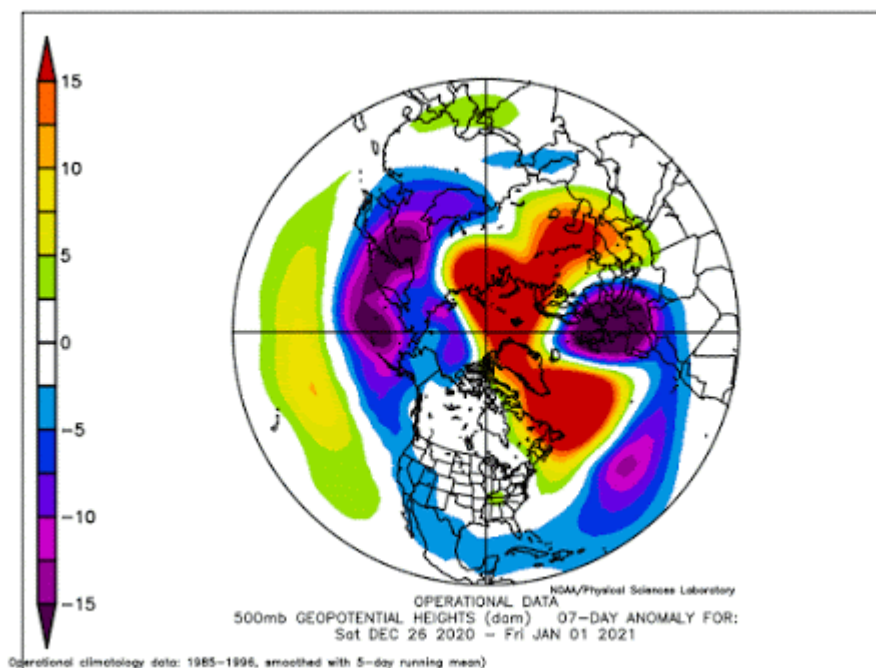 15
10
5
0
−5
−10
−15
NOAA/Physical Sciences Laboratory
OPERATIONAL DATA
500mb GEOPOTENTIAL HEIGHTS (dam) 07−DAY ANOMALY FOR:
Sat DEC 26 2020 − Fri JAN 01 2021
Operational climatology data: 1985−1996, smoothed with 5−day running mean)